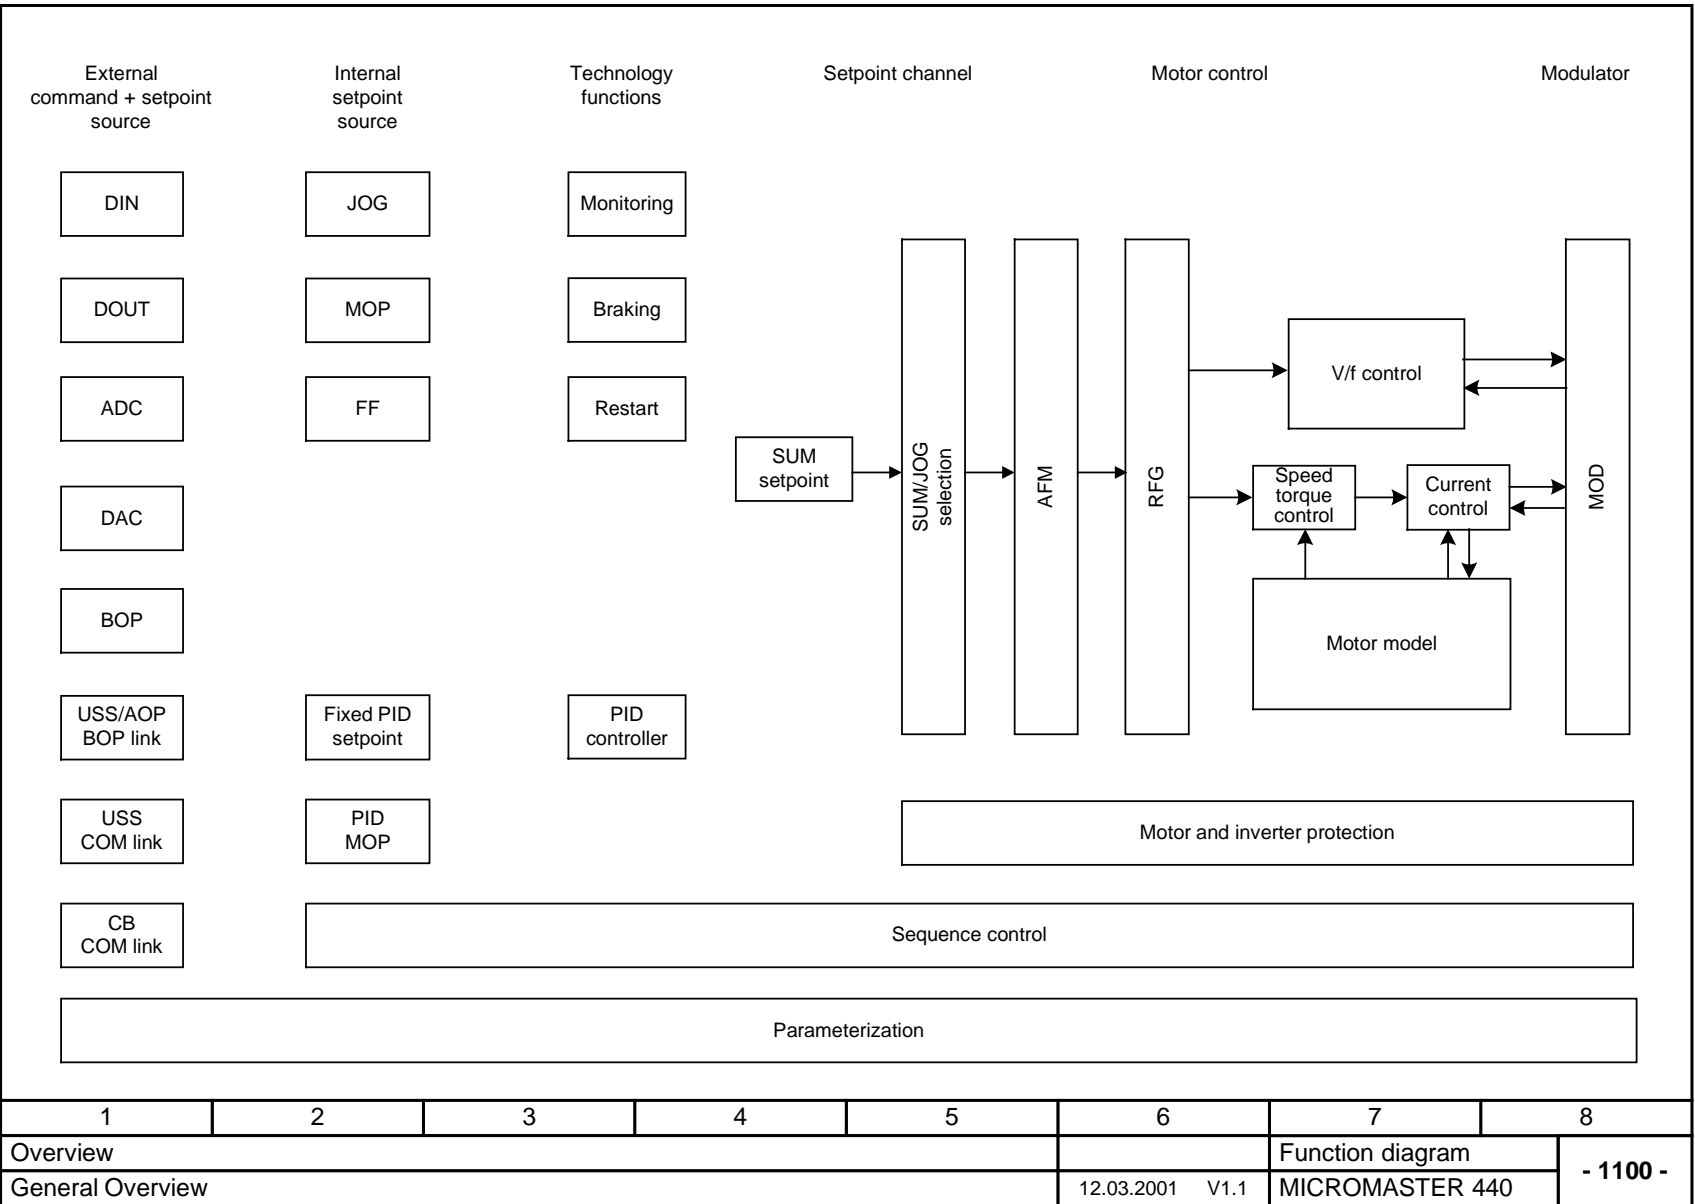 External
command + setpoint
source
Internal
setpoint
source
Technology
functions
Setpoint channel
Motor control
Modulator
DIN
JOG
Monitoring
DOUT
MOP
Braking
ADC
FF
Restart
DAC
BOP
USS/AOP
BOP link
Fixed PID
setpoint
PID
controller
USS
COM link
PID
MOP
CB
COM link
SUM
setpoint
SUM/JOG
selection
AFM
RFG
V/f control
Speed
torque
control
Current
control
Motor model
MOD
Motor and inverter protection
Sequence control
Parameterization
1 2 3 4 5 6 7 8
Overview
Function diagram
- 1100 -
General Overview
12.03.2001 V1.1
MICROMASTER 440